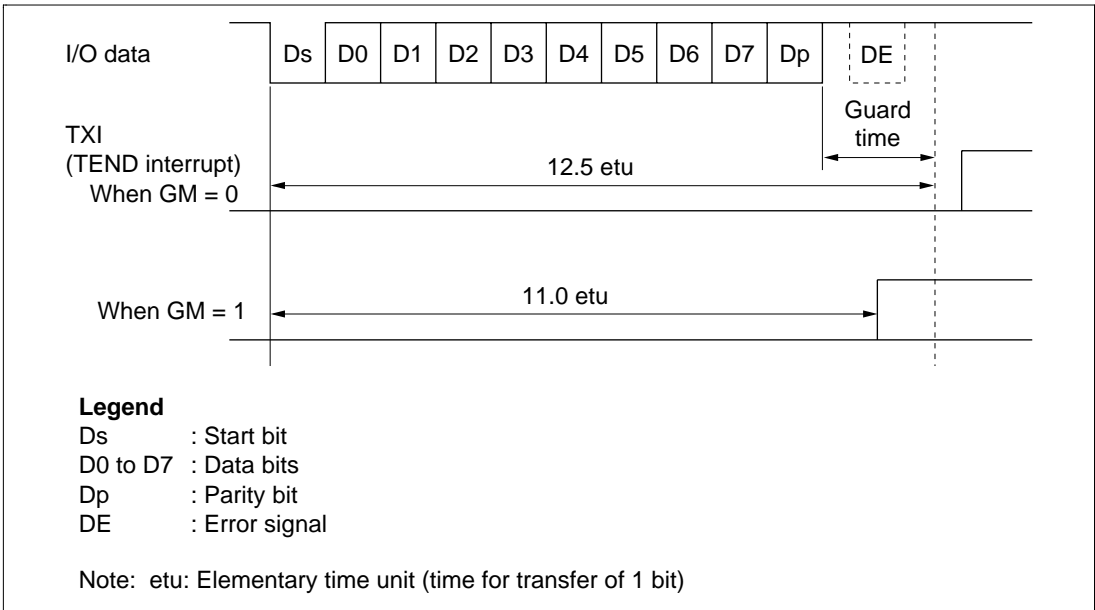 I/O data
Ds D0 D1 D2 D3 D4 D5 D6 D7 Dp DE
Guard
time
TXI
(TEND interrupt)
When GM = 0
12.5 etu
When GM = 1
11.0 etu
Legend
Ds : Start bit
D0 to D7 : Data bits
Dp : Parity bit
DE : Error signal
Note: etu: Elementary time unit (time for transfer of 1 bit)